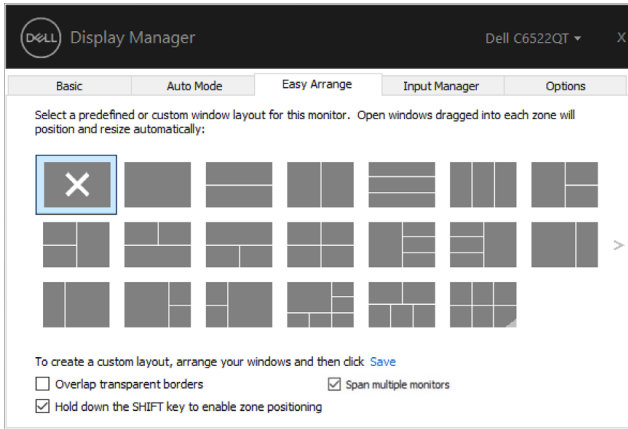 DELL Display Manager Dell C6522QT X
Basic Auto Mode Easy Arrange Input Manager Options
Select a predefined or custom window layout for this monitor. Open windows dragged into each zone will
position and resize automatically:
To create a custom layout, arrange your windows and then click Save
Overlap transparent borders Span multiple monitors
Hold down the SHIFT key to enable zone positioning